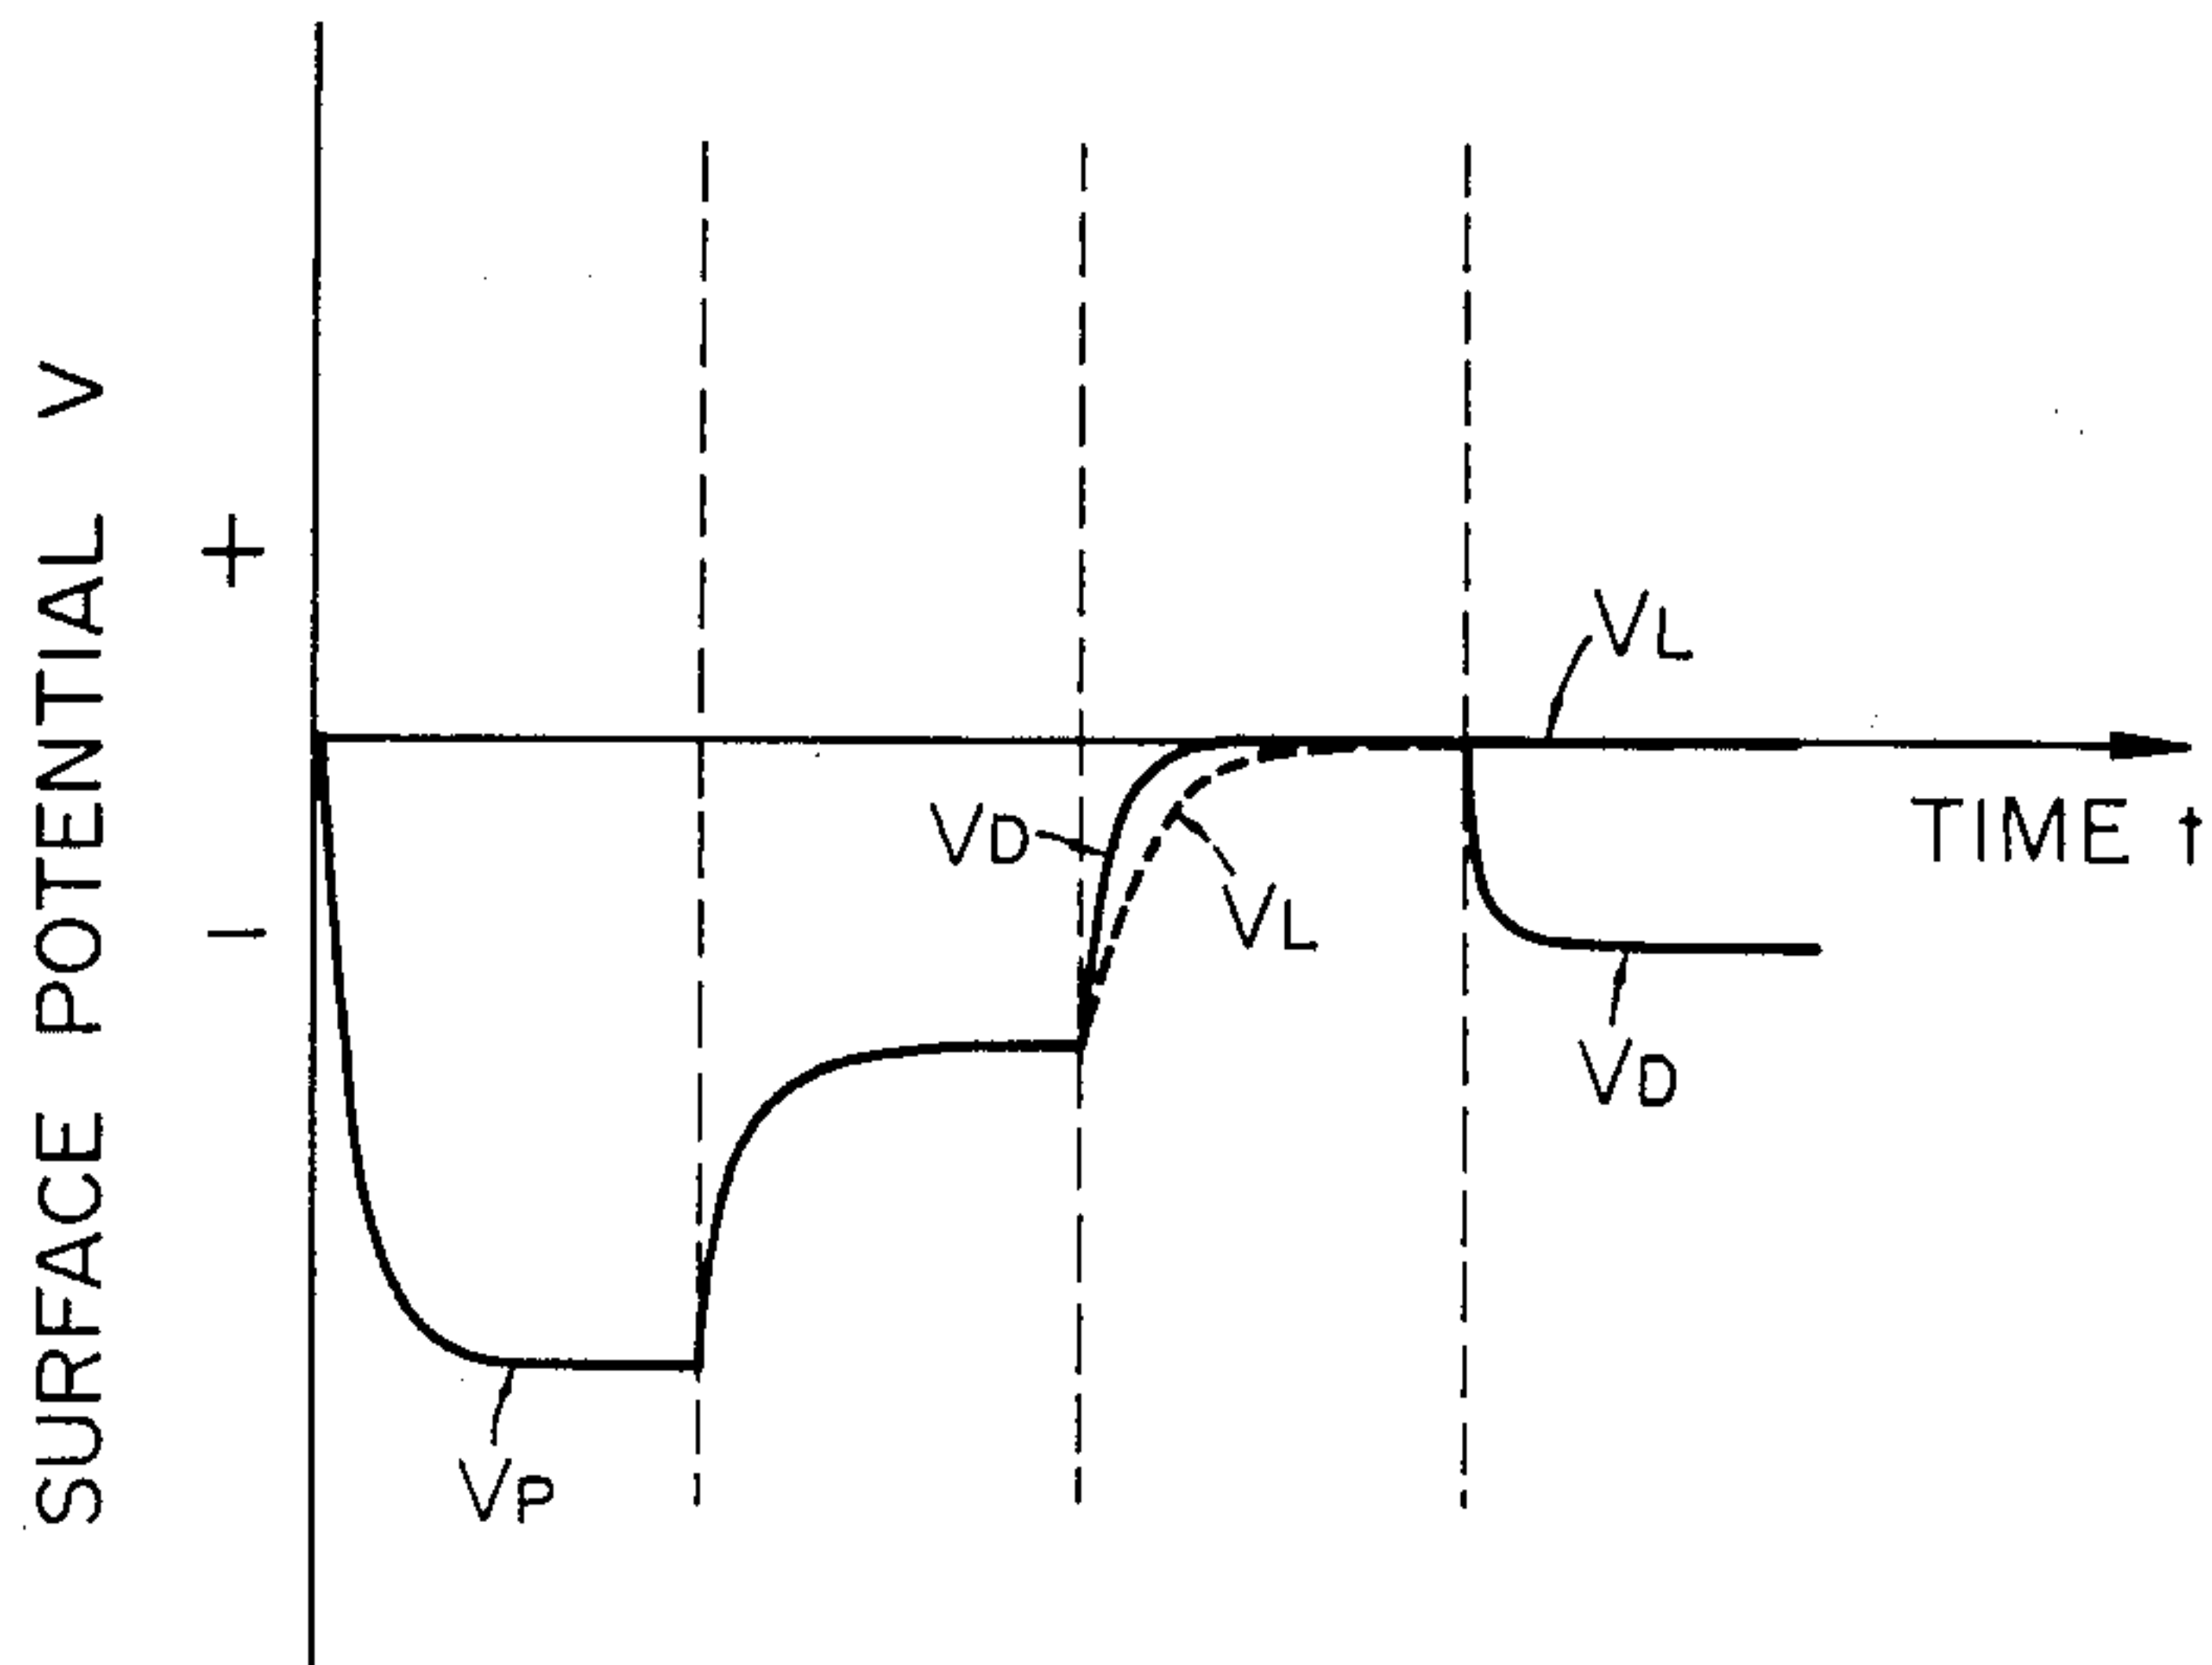 SURFACE POTENTIAL V
+
−
VL
TIME t
VD
VL
VD
VP